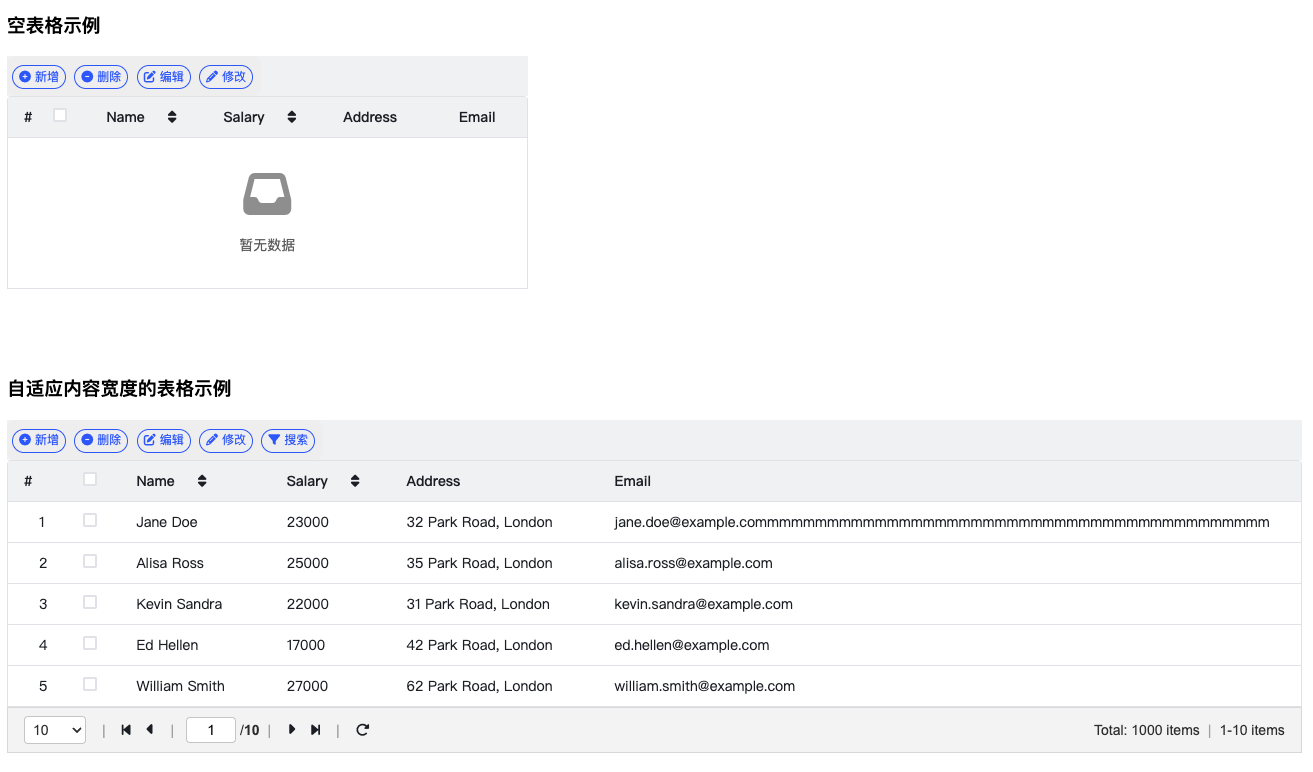 空表格示例
新增 删除 编辑 修改
# Name Salary Address Email
暂无数据
自适应内容宽度的表格示例
新增 删除 编辑 修改 搜索
# Name Salary Address Email
1 Jane Doe 23000 32 Park Road, London jane.doe@example.commmmmmmmmmmmmmmmmmmmmmmmmmmmmmmmmmmmmmmmmmmm
2 Alisa Ross 25000 35 Park Road, London alisa.ross@example.com
3 Kevin Sandra 22000 31 Park Road, London kevin.sandra@example.com
4 Ed Hellen 17000 42 Park Road, London ed.hellen@example.com
5 William Smith 27000 62 Park Road, London william.smith@example.com
10 | | 1 /10 | | Total: 1000 items | 1-10 items